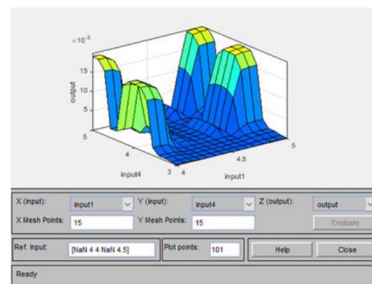 × 10⁻³
15
10
5
output
5
4
3
input4
4
4.5
5
input1
X (input): input1 Y (input): input4 Z (output): output
X Mesh Points: 15 Y Mesh Points: 15 Evaluate
Ref. Input: [NaN 4 4 NaN 4.5] Plot points: 101 Help Close
Ready